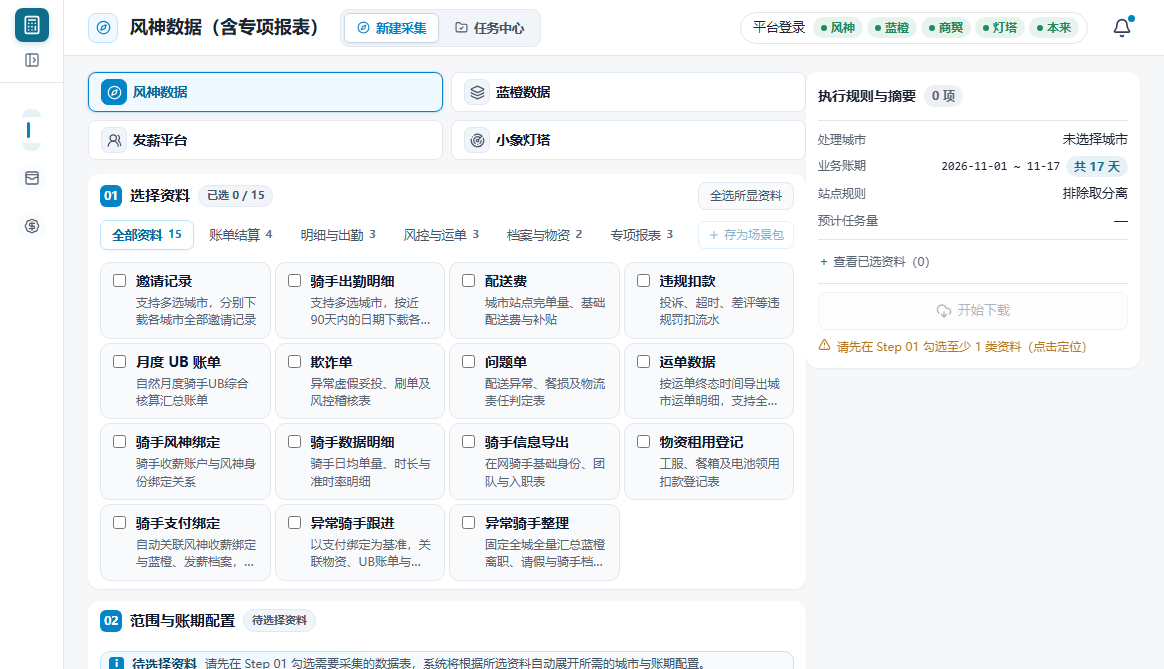 风神数据（含专项报表）
新建采集
任务中心
平台登录
风神
蓝橙
商巽
灯塔
本来
风神数据
蓝橙数据
发薪平台
小象灯塔
01 选择资料 已选 0 / 15
全选所显资料
全部资料 15
账单结算 4
明细与出勤 3
风控与运单 3
档案与物资 2
专项报表 3
+ 存为场景包
邀请记录
支持多选城市，分别下
载各城市全部邀请记录
骑手出勤明细
支持多选城市，按近
90天内的日期下载各...
配送费
城市站点完单量、基础
配送费与补贴
违规扣款
投诉、超时、差评等违
规罚扣流水
月度 UB 账单
自然月度骑手UB综合
核算汇总账单
欺诈单
异常虚假妥投、刷单及
风控稽核表
问题单
配送异常、餐损及物流
责任判定表
运单数据
按运单终态时间导出城
市运单明细，支持全...
骑手风神绑定
骑手收薪账户与风神身
份绑定关系
骑手数据明细
骑手日均单量、时长与
准时率明细
骑手信息导出
在网骑手基础身份、团
队与入职表
物资租用登记
工服、餐箱及电池领用
扣款登记表
骑手支付绑定
自动关联风神收薪绑定
与蓝橙、发薪档案，...
异常骑手跟进
以支付绑定为基准，关
联物资、UB账单与...
异常骑手整理
固定全城全量汇总蓝橙
离职、请假与骑手档...
02 范围与账期配置 待选择资料
待选择资料 请先在 Step 01 勾选需要采集的数据表，系统将根据所选资料自动展开所需的城市与账期配置。
执行规则与摘要 0 项
处理城市 未选择城市
业务账期 2026-11-01 ~ 11-17 共 17 天
站点规则 排除取分离
预计任务量 —
+ 查看已选资料 (0)
开始下载
请先在 Step 01 勾选至少 1 类资料（点击定位）